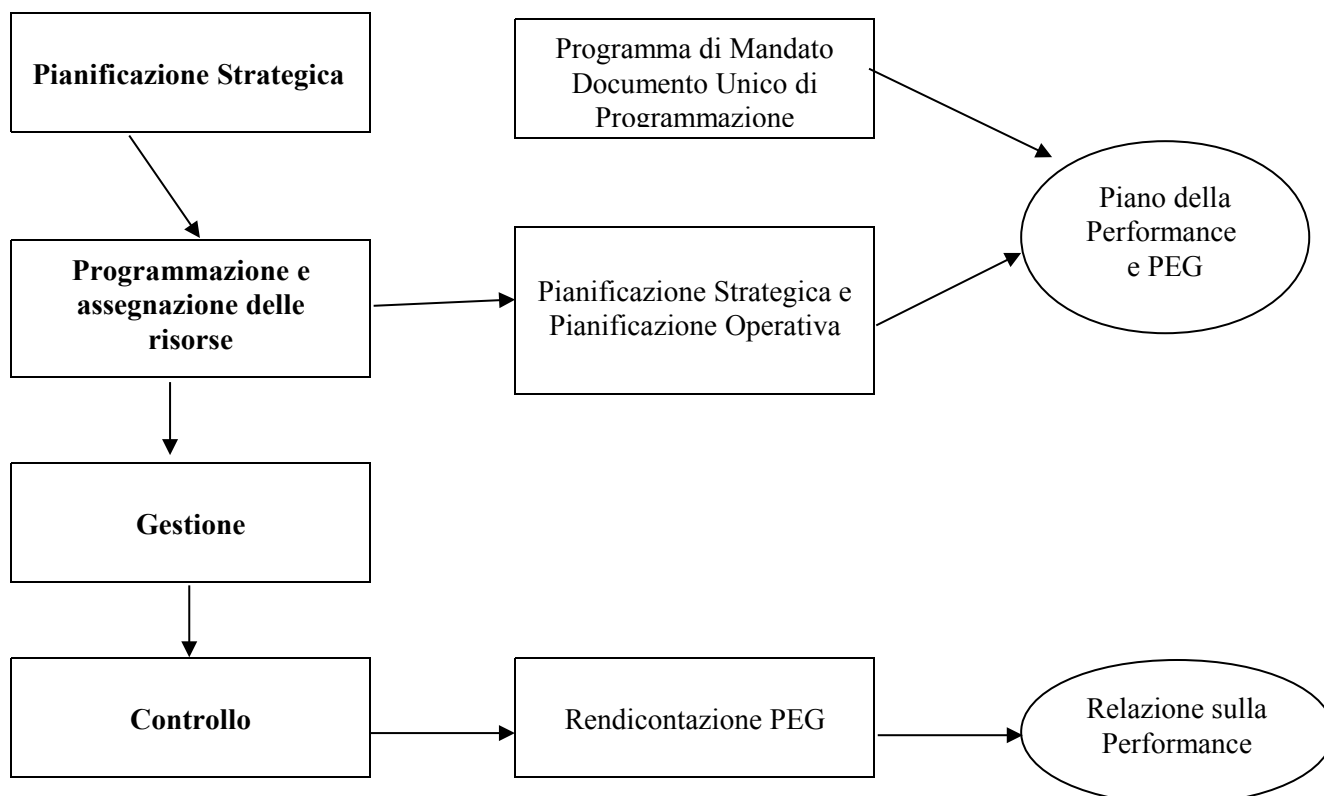 Pianificazione Strategica
Programma di Mandato
Documento Unico di
Programmazione
Piano della
Performance
e PEG
Programmazione e
assegnazione delle
risorse
Pianificazione Strategica e
Pianificazione Operativa
Gestione
Controllo
Rendicontazione PEG
Relazione sulla
Performance